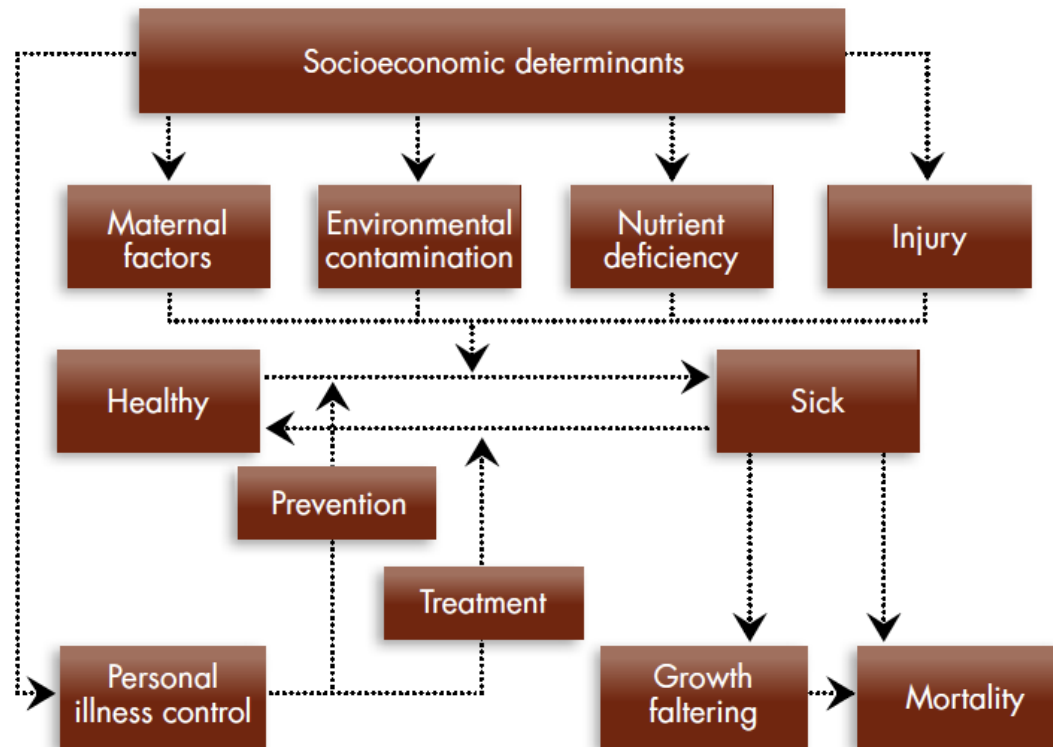 Socioeconomic determinants
Maternal
factors
Environmental
contamination
Nutrient
deficiency
Injury
Healthy
Sick
Prevention
Treatment
Personal
illness control
Growth
faltering
Mortality